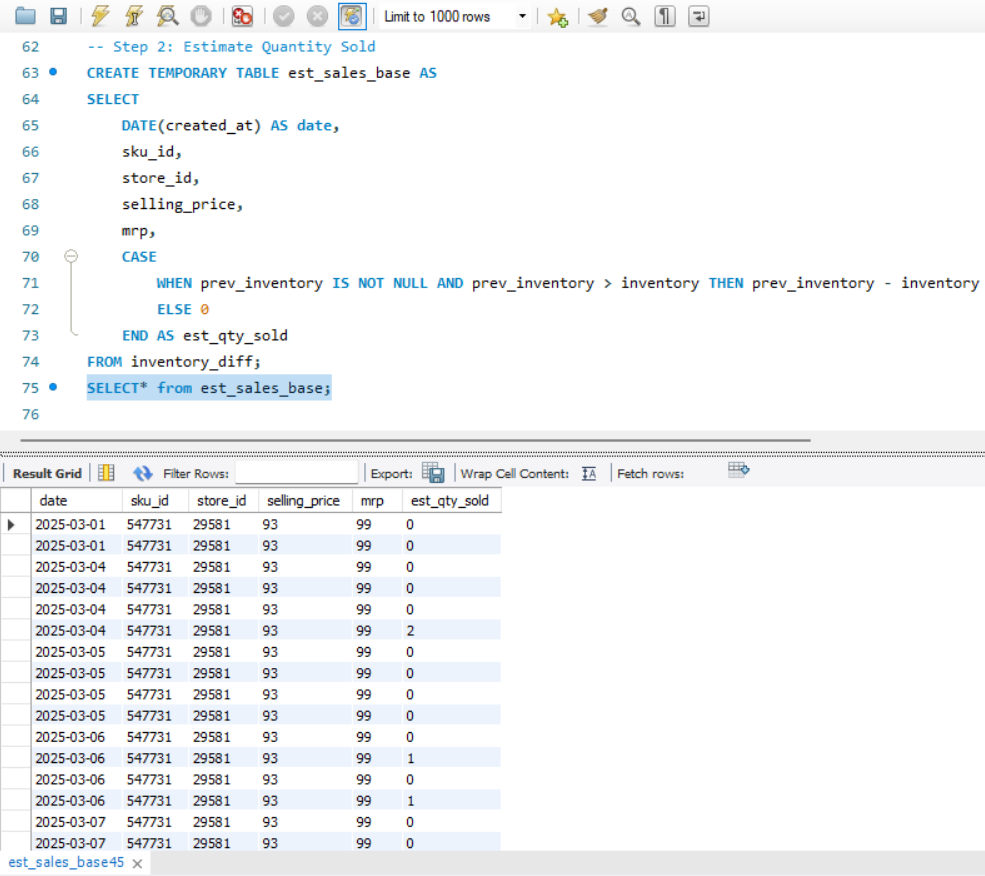 Limit to 1000 rows
62 -- Step 2: Estimate Quantity Sold
63 CREATE TEMPORARY TABLE est_sales_base AS
64 SELECT
65 DATE(created_at) AS date,
66 sku_id,
67 store_id,
68 selling_price,
69 mrp,
70 CASE
71 WHEN prev_inventory IS NOT NULL AND prev_inventory > inventory THEN prev_inventory - inventory
72 ELSE 0
73 END AS est_qty_sold
74 FROM inventory_diff;
75 SELECT* from est_sales_base;
76
Result Grid Filter Rows: Export: Wrap Cell Content: Fetch rows:
date sku_id store_id selling_price mrp est_qty_sold
2025-03-01 547731 29581 93 99 0
2025-03-01 547731 29581 93 99 0
2025-03-04 547731 29581 93 99 0
2025-03-04 547731 29581 93 99 0
2025-03-04 547731 29581 93 99 0
2025-03-04 547731 29581 93 99 2
2025-03-05 547731 29581 93 99 0
2025-03-05 547731 29581 93 99 0
2025-03-05 547731 29581 93 99 0
2025-03-05 547731 29581 93 99 0
2025-03-06 547731 29581 93 99 0
2025-03-06 547731 29581 93 99 1
2025-03-06 547731 29581 93 99 0
2025-03-06 547731 29581 93 99 1
2025-03-07 547731 29581 93 99 0
2025-03-07 547731 29581 93 99 0
est_sales_base45